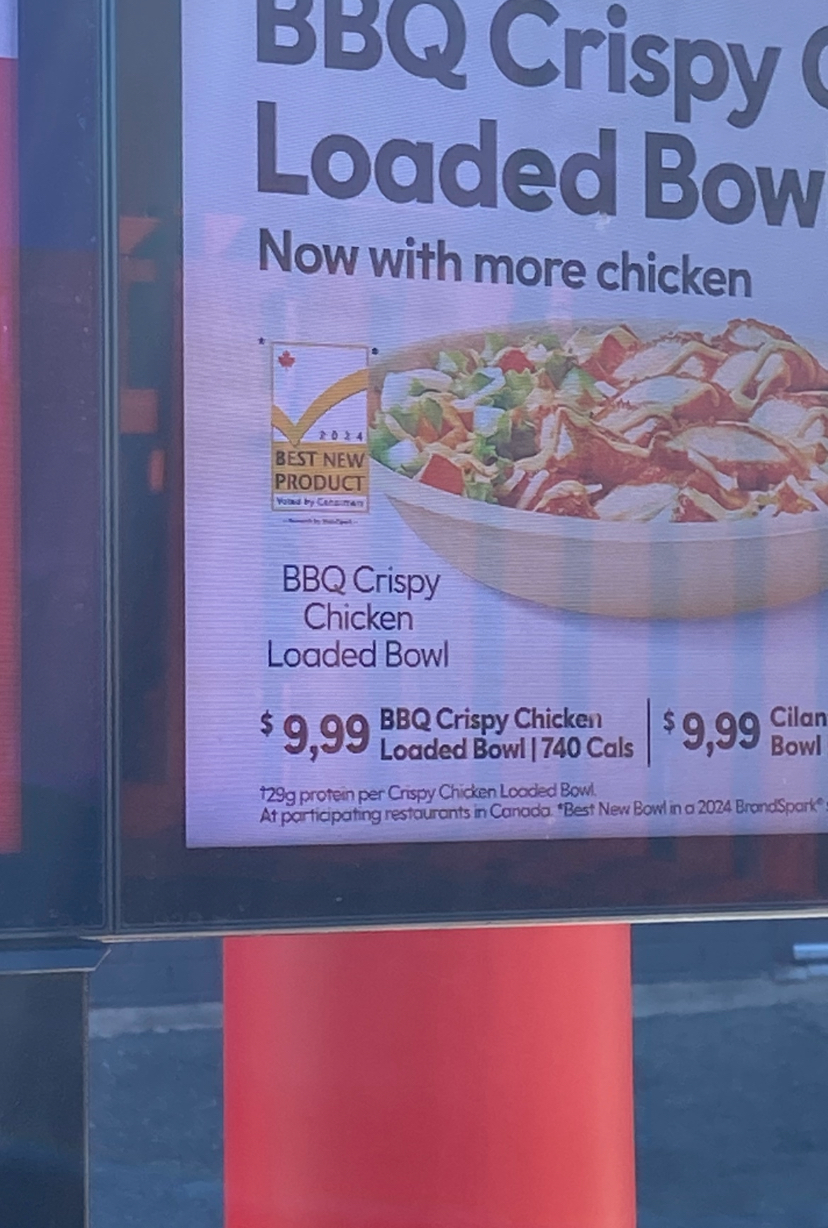 BBQ Crispy C
Loaded Bow
Now with more chicken
2024
BEST NEW
PRODUCT
Voted by Consumers
BBQ Crispy
Chicken
Loaded Bowl
$9,99 BBQ Crispy Chicken
Loaded Bowl | 740 Cals
$9,99 Cilan
Bowl
†29g protein per Crispy Chicken Loaded Bowl.
At participating restaurants in Canada. *Best New Bowl in a 2024 BrandSpark®